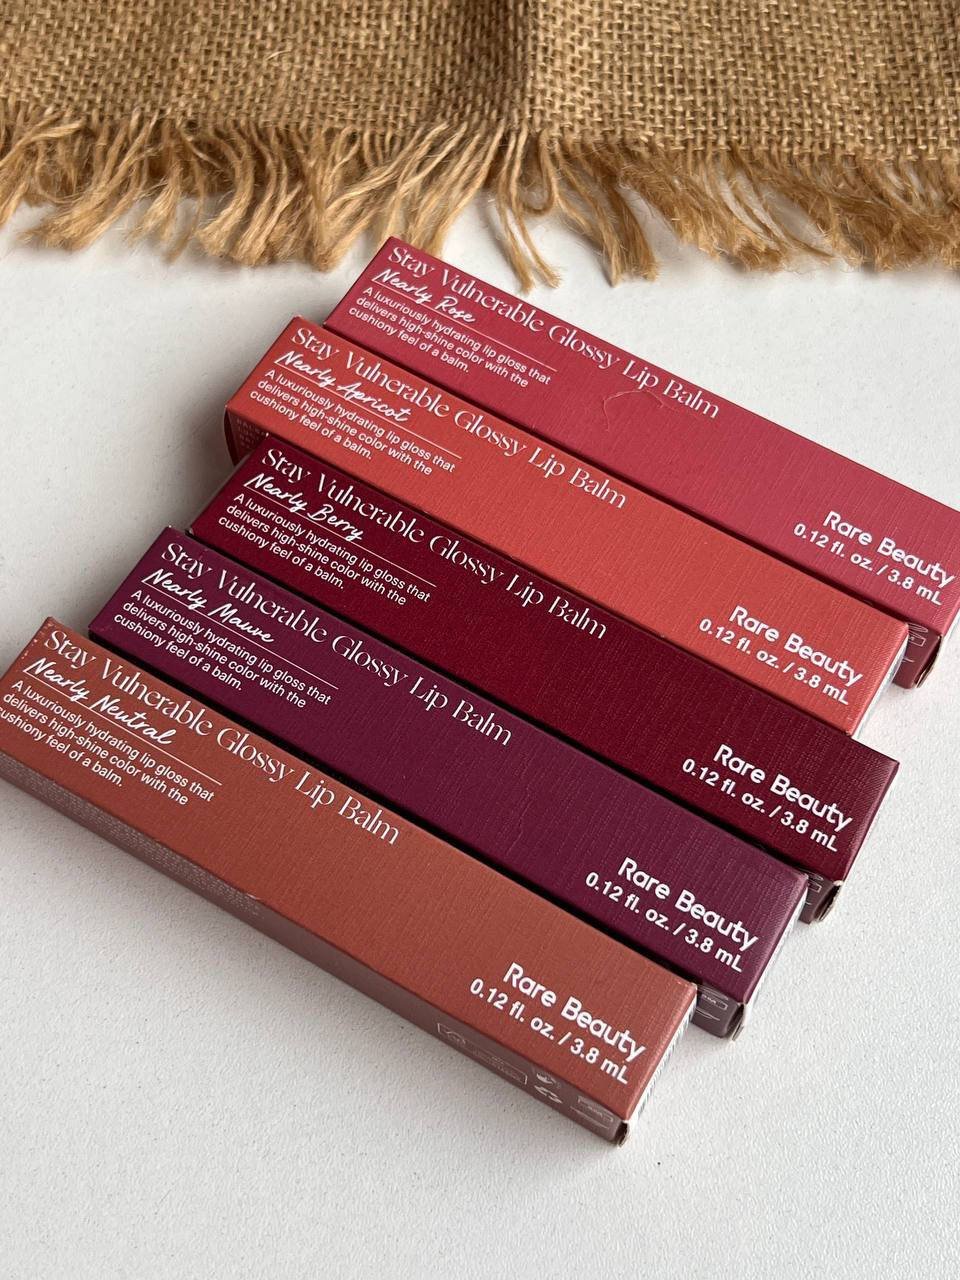 Stay Vulnerable Glossy Lip Balm
Nearly Rose
A luxuriously hydrating lip gloss that
delivers high-shine color with the
cushiony feel of a balm.
Rare Beauty
0.12 fl. oz. / 3.8 mL
Stay Vulnerable Glossy Lip Balm
Nearly Apricot
A luxuriously hydrating lip gloss that
delivers high-shine color with the
cushiony feel of a balm.
Rare Beauty
0.12 fl. oz. / 3.8 mL
Stay Vulnerable Glossy Lip Balm
Nearly Berry
A luxuriously hydrating lip gloss that
delivers high-shine color with the
cushiony feel of a balm.
Rare Beauty
0.12 fl. oz. / 3.8 mL
Stay Vulnerable Glossy Lip Balm
Nearly Mauve
A luxuriously hydrating lip gloss that
delivers high-shine color with the
cushiony feel of a balm.
Rare Beauty
0.12 fl. oz. / 3.8 mL
Stay Vulnerable Glossy Lip Balm
Nearly Neutral
A luxuriously hydrating lip gloss that
delivers high-shine color with the
cushiony feel of a balm.
Rare Beauty
0.12 fl. oz. / 3.8 mL